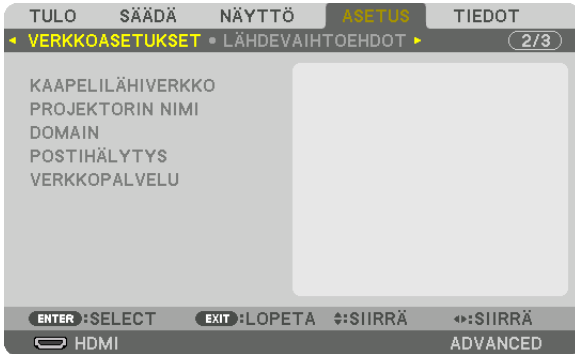 TULO SÄÄDÄ NÄYTTÖ ASETUS TIEDOT
VERKKOASETUKSET • LÄHDEVAIHTOEHDOT 2/3
KAAPELILÄHIVERKKO
PROJEKTORIN NIMI
DOMAIN
POSTIHÄLYTYS
VERKKOPALVELU
ENTER :SELECT EXIT :LOPETA :SIIRRÄ :SIIRRÄ
HDMI ADVANCED